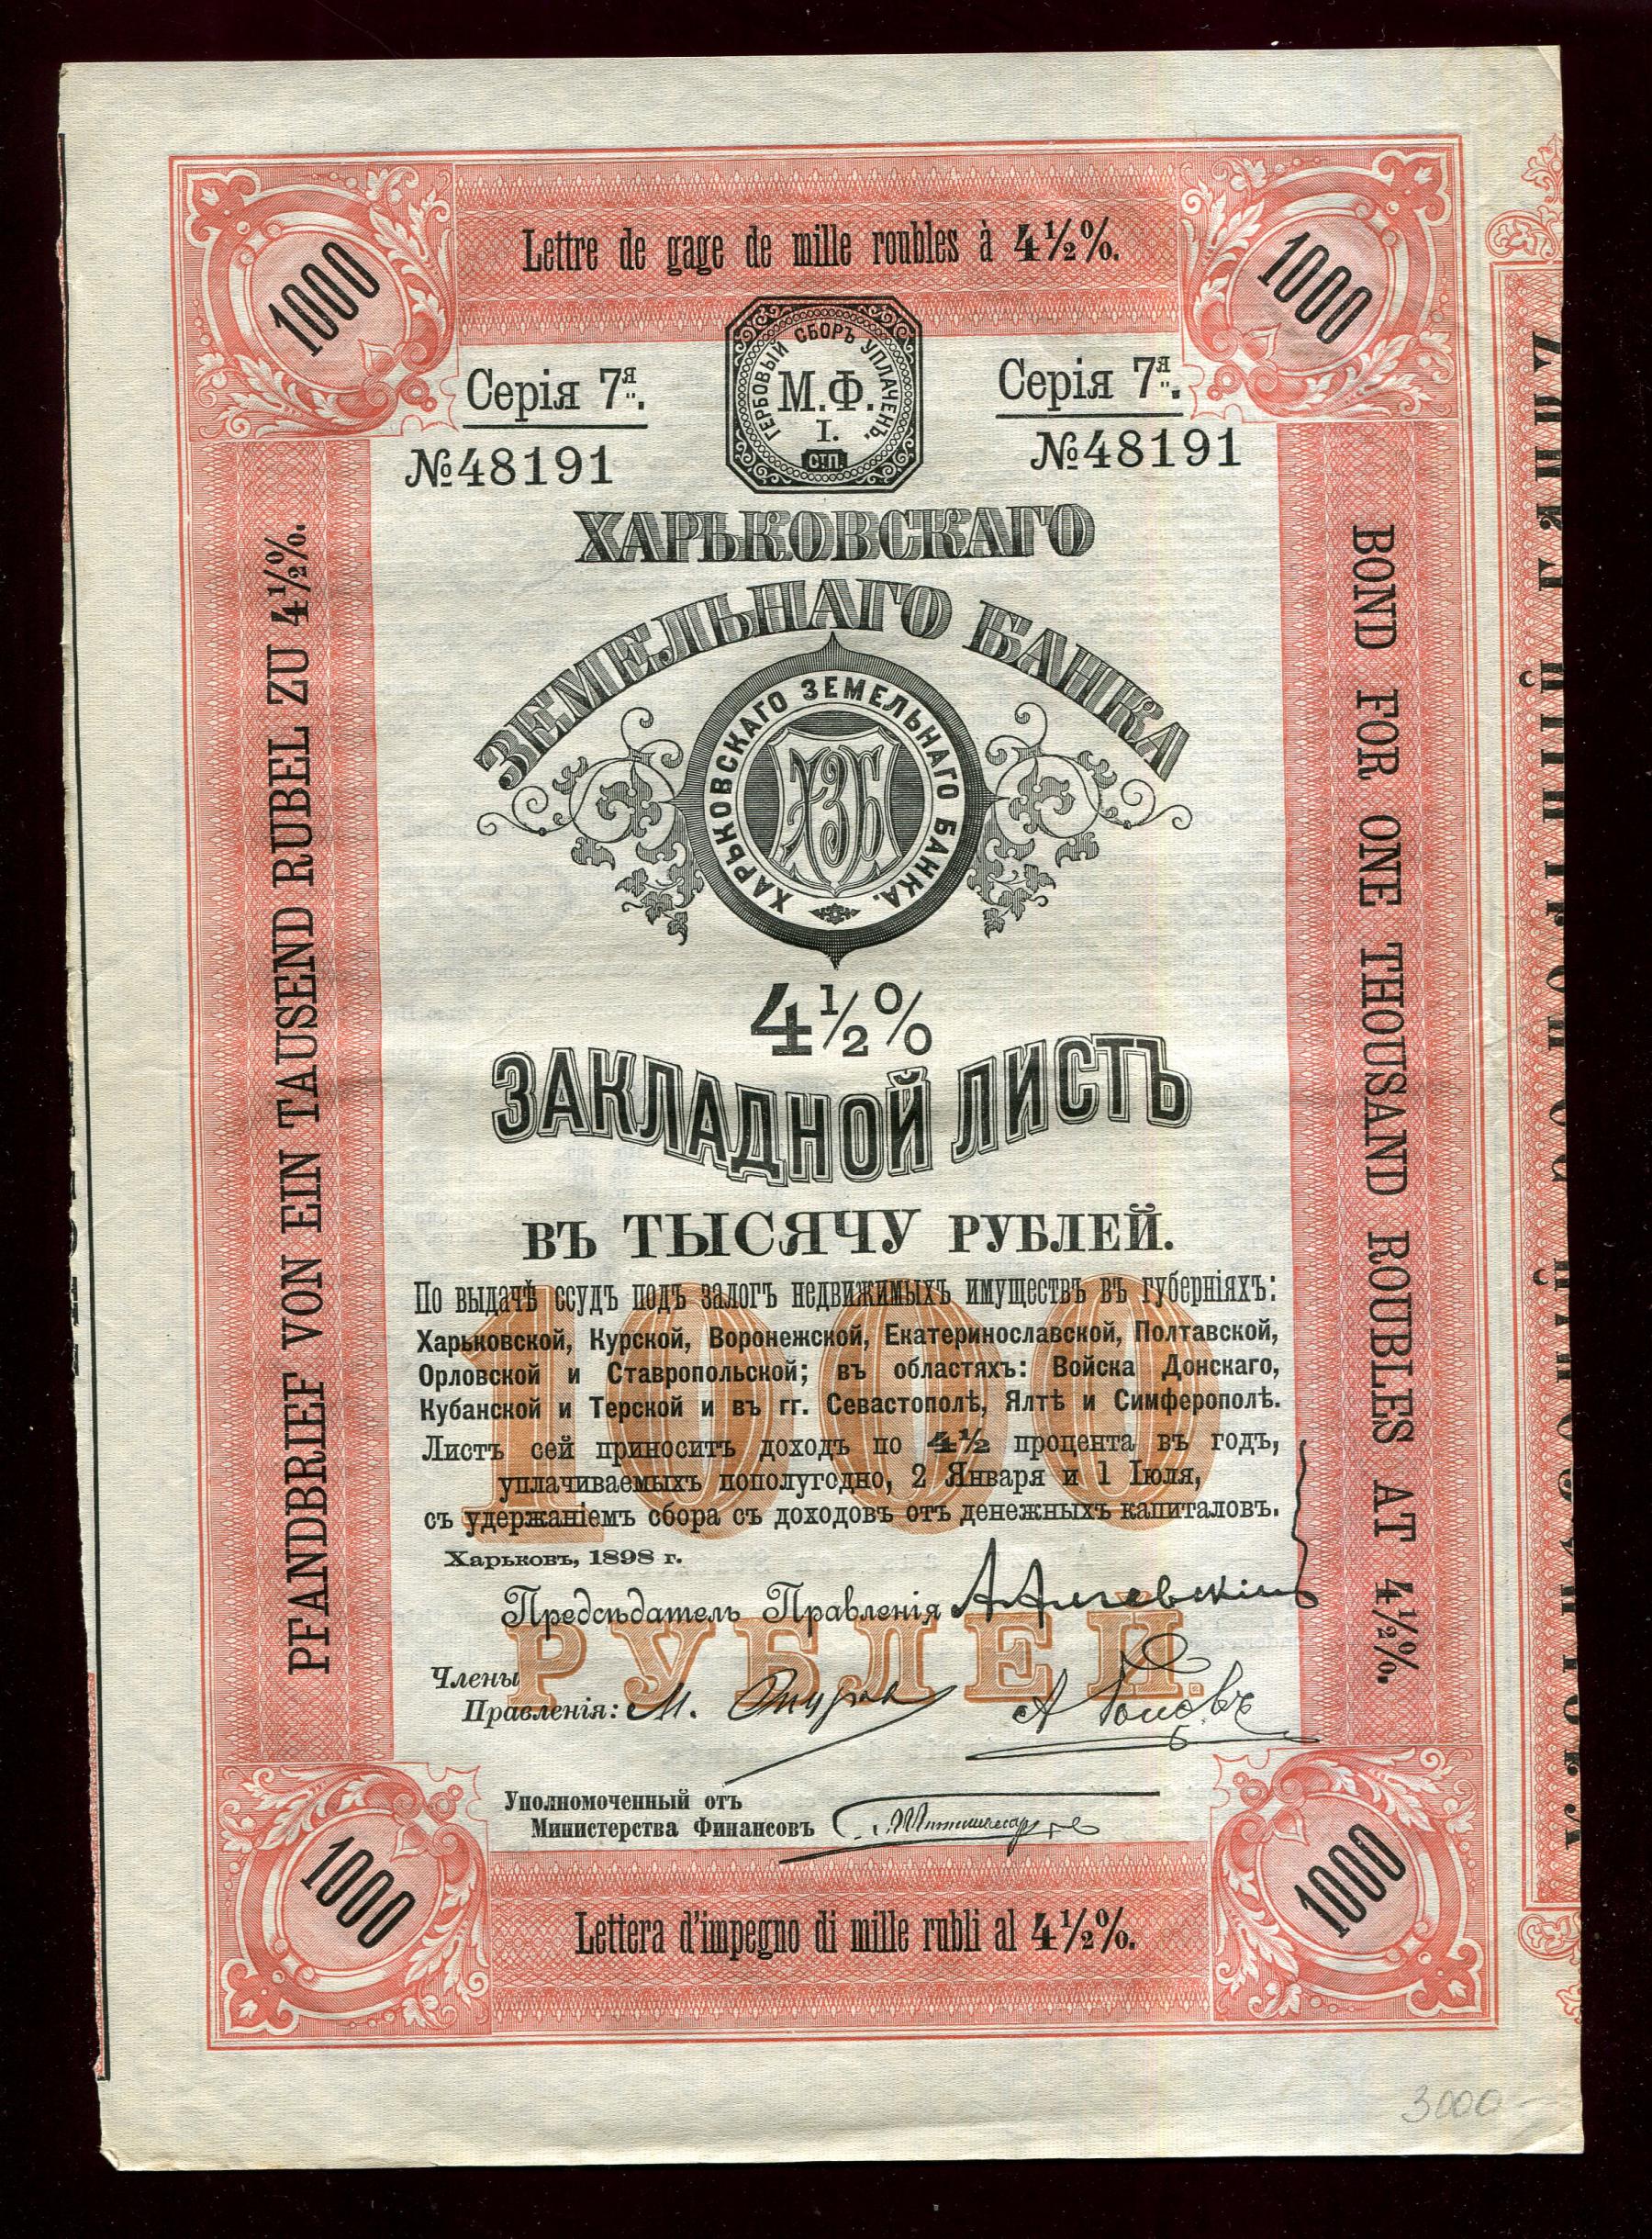 Lettre de gage de mille roubles à 4½%.
1000
1000
ГЕРБОВЫЙ СБОРЪ УПЛАЧЕНЪ.
М.Ф.
I.
С.П.
Серія 7я.
№48191
Серія 7я.
№48191
ХАРЬКОВСКАГО
ЗЕМЕЛЬНАГО БАНКА
ХАРЬКОВСКАГО ЗЕМЕЛЬНАГО БАНКА.
ХЗБ
4½%
ЗАКЛАДНОЙ ЛИСТЪ
ВЪ ТЫСЯЧУ РУБЛЕЙ.
1000
РУБЛЕЙ.
По выдачѣ ссудъ подъ залогъ недвижимыхъ имуществъ въ губерніяхъ:
Харьковской, Курской, Воронежской, Екатеринославской, Полтавской,
Орловской и Ставропольской; въ областяхъ: Войска Донскаго,
Кубанской и Терской и въ гг. Севастополѣ, Ялтѣ и Симферополѣ.
Листъ сей приноситъ доходъ по 4½ процента въ годъ,
уплачиваемыхъ пополугодно, 2 Января и 1 Іюля,
съ удержаніемъ сбора съ доходовъ отъ денежныхъ капиталовъ.
Харьковъ, 1898 г.
Предсѣдатель Правленія А. Алчевскій
Члены
Правленія:
Уполномоченный отъ
Министерства Финансовъ
PFANDBRIEF VON EIN TAUSEND RUBEL ZU 4½%.
BOND FOR ONE THOUSAND ROUBLES AT 4½%.
1000
1000
Lettera d'impegno di mille rubli al 4½%.
3000